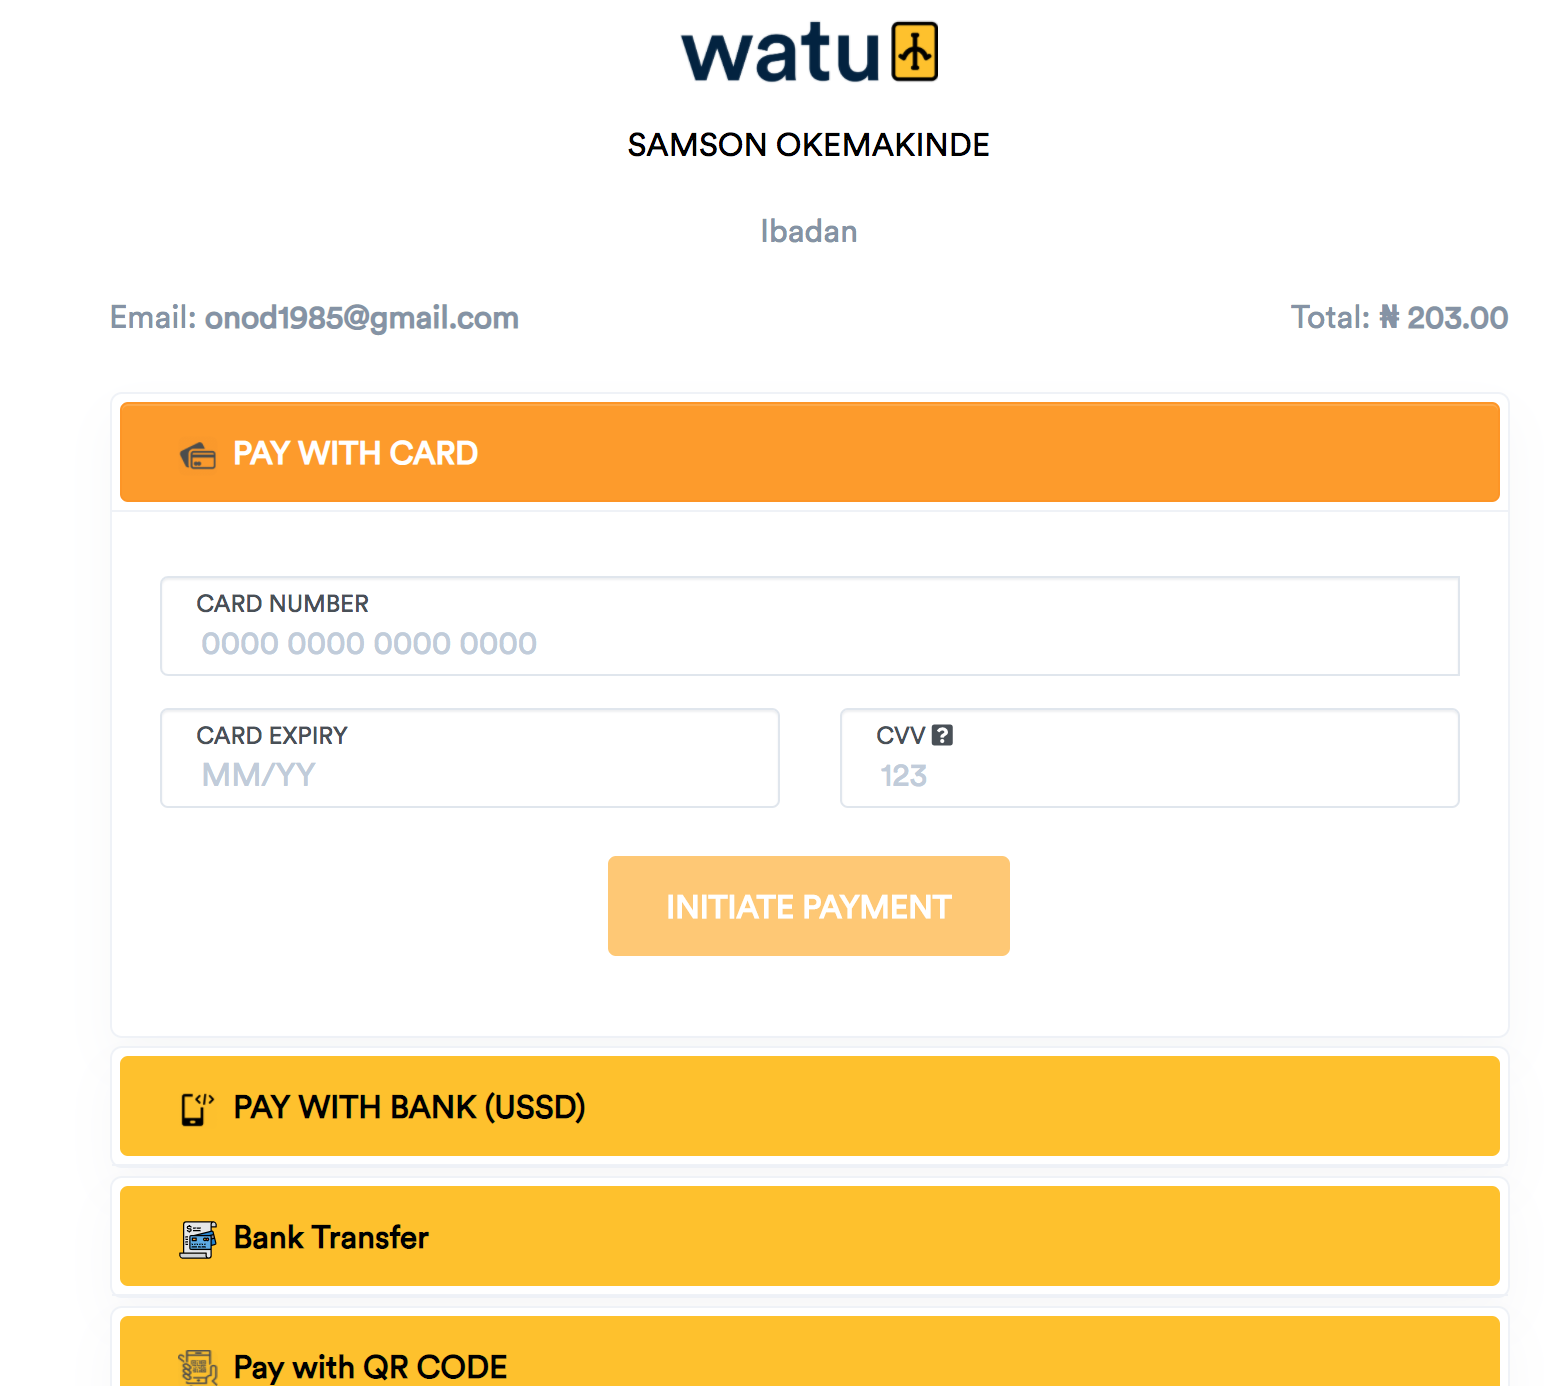 watu
SAMSON OKEMAKINDE
Ibadan
Email: onod1985@gmail.com
Total: ₦ 203.00
PAY WITH CARD
CARD NUMBER
0000 0000 0000 0000
CARD EXPIRY
MM/YY
CVV ?
123
INITIATE PAYMENT
PAY WITH BANK (USSD)
Bank Transfer
Pay with QR CODE